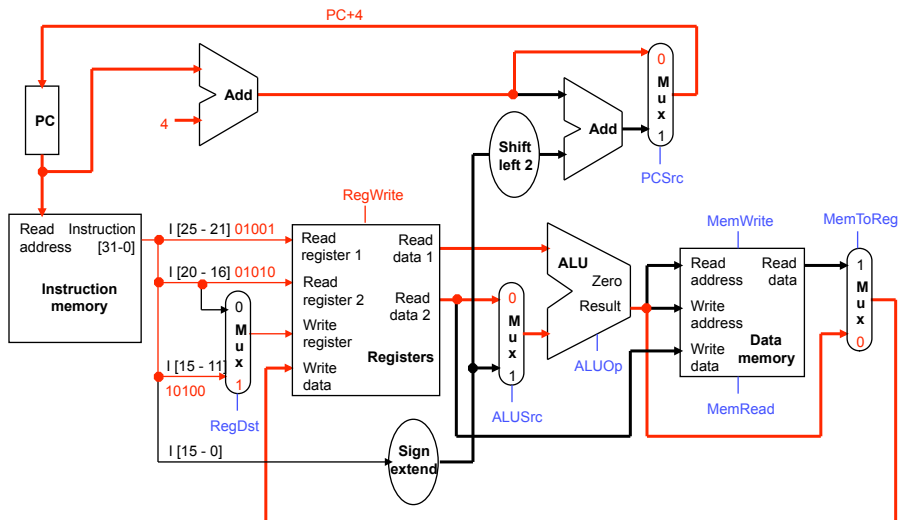 PC+4
0
M
u
x
1
Add
PC
4
Add
Shift
left 2
PCSrc
RegWrite
MemWrite
MemToReg
Read
address
Instruction
[31-0]
Instruction
memory
I [25 - 21] 01001
I [20 - 16] 01010
I [15 - 11]
10100
I [15 - 0]
0
M
u
x
1
RegDst
Read
register 1
Read
register 2
Write
register
Write
data
Read
data 1
Read
data 2
Registers
Sign
extend
0
M
u
x
1
ALUSrc
ALU
Zero
Result
ALUOp
Read
address
Write
address
Write
data
Read
data
Data
memory
MemRead
1
M
u
x
0